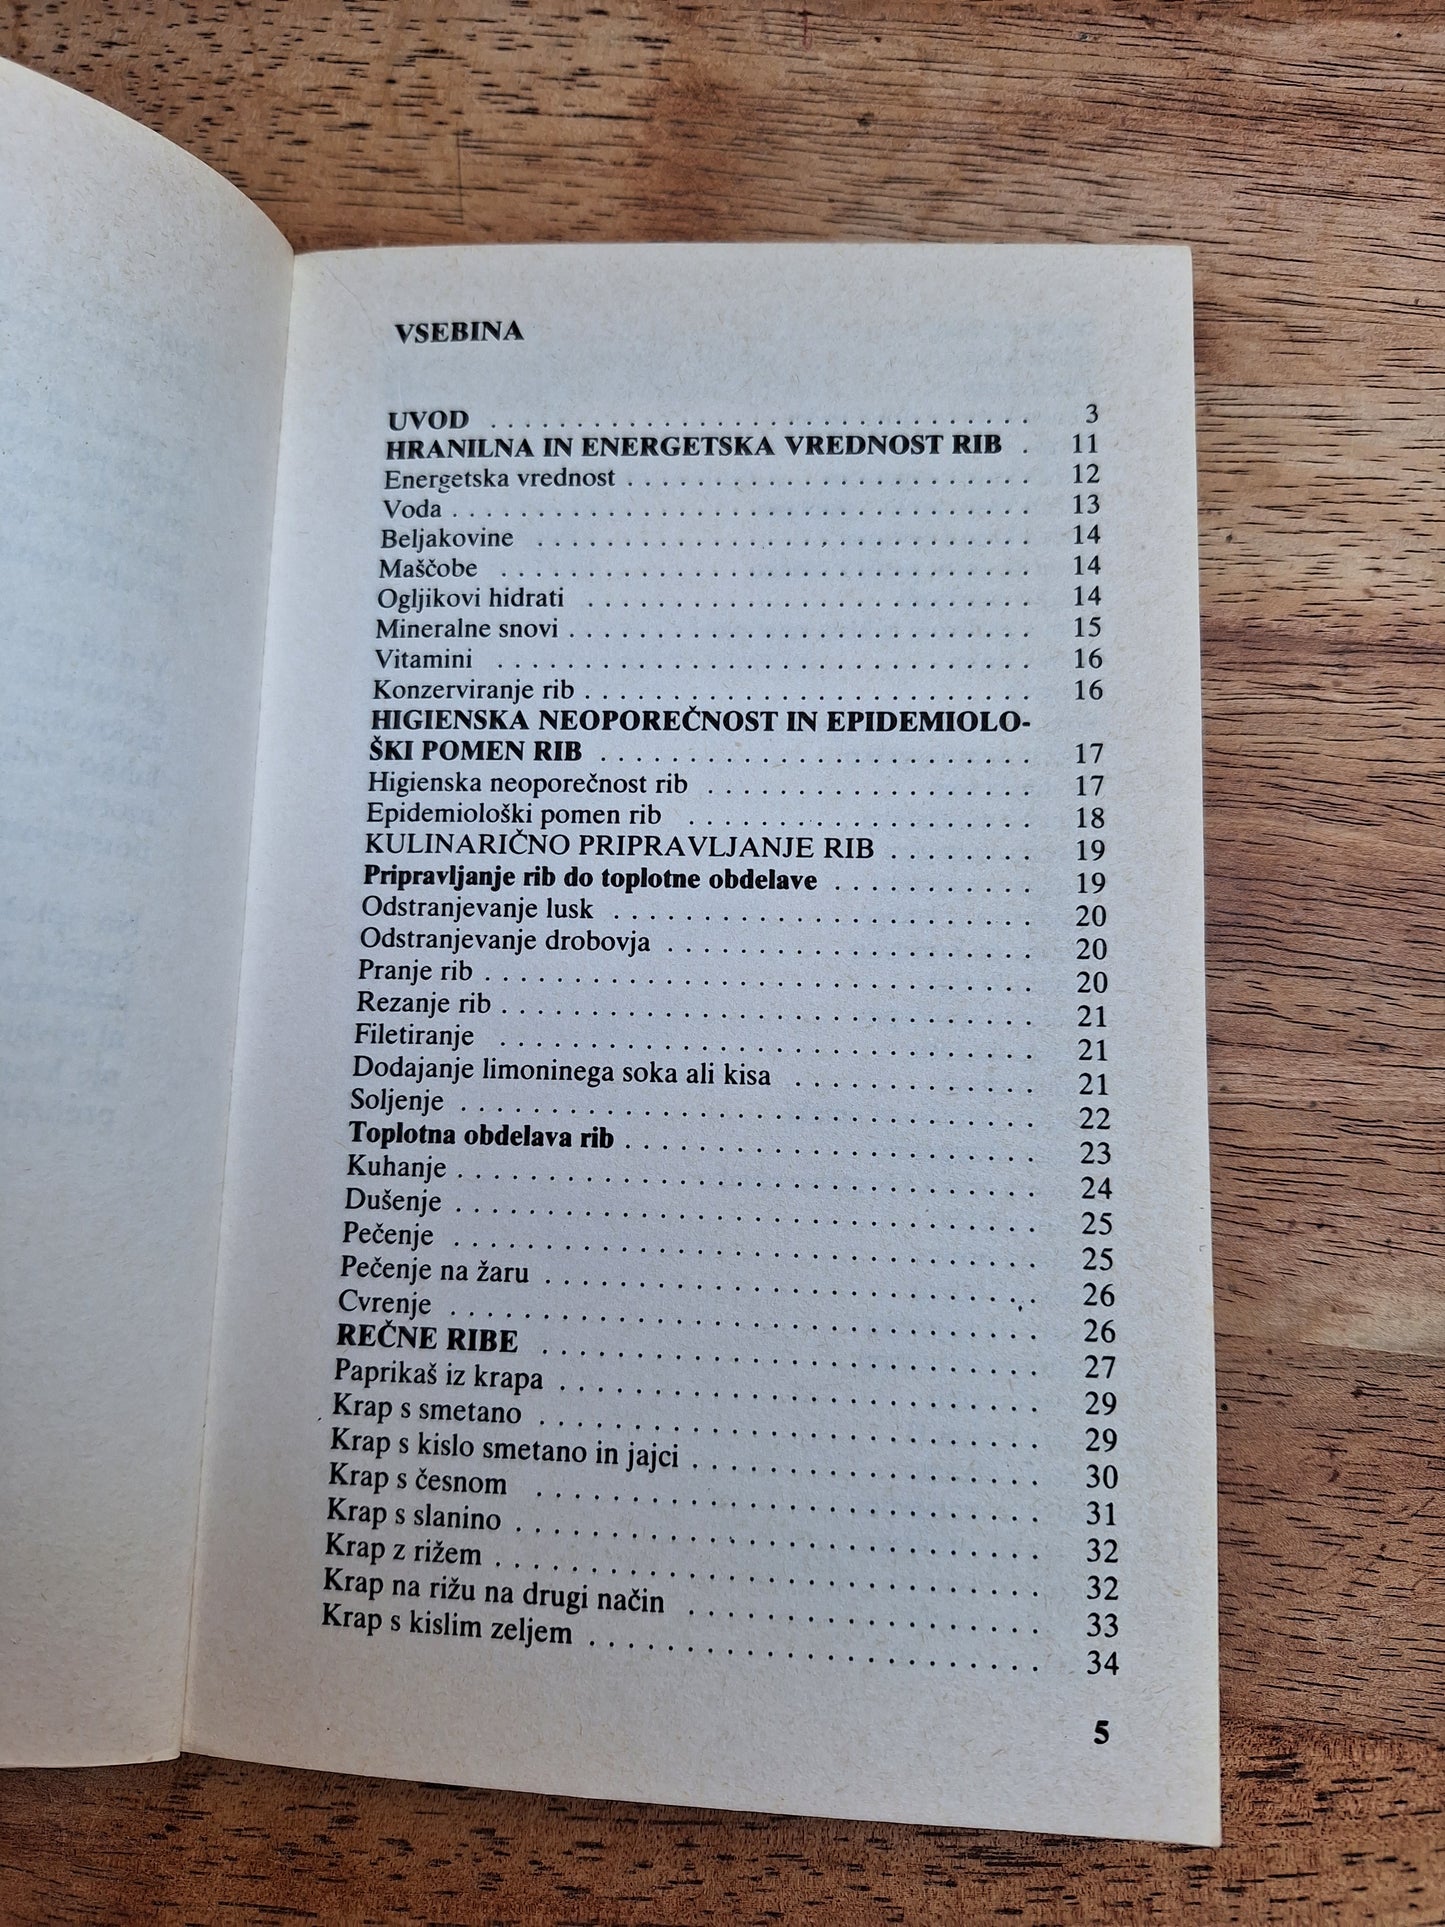 VSEBINA
UVOD . . . . . . . . . . . . . . . . . . . . . . . . . . . . . . . . . . . . . 3
HRANILNA IN ENERGETSKA VREDNOST RIB . 11
Energetska vrednost . . . . . . . . . . . . . . . . . . . . . . . . . . . . 12
Voda . . . . . . . . . . . . . . . . . . . . . . . . . . . . . . . . . . . . . . . 13
Beljakovine . . . . . . . . . . . . . . . . . . . . . . . . . . . . . . . . . . 14
Maščobe . . . . . . . . . . . . . . . . . . . . . . . . . . . . . . . . . . . . 14
Ogljikovi hidrati . . . . . . . . . . . . . . . . . . . . . . . . . . . . . . . 14
Mineralne snovi . . . . . . . . . . . . . . . . . . . . . . . . . . . . . . . 15
Vitamini . . . . . . . . . . . . . . . . . . . . . . . . . . . . . . . . . . . . 16
Konzerviranje rib . . . . . . . . . . . . . . . . . . . . . . . . . . . . . . 16
HIGIENSKA NEOPOREČNOST IN EPIDEMIOLO-
ŠKI POMEN RIB . . . . . . . . . . . . . . . . . . . . . . . . . . . . . 17
Higienska neoporečnost rib . . . . . . . . . . . . . . . . . . . . . . 17
Epidemiološki pomen rib . . . . . . . . . . . . . . . . . . . . . . . . 18
KULINARIČNO PRIPRAVLJANJE RIB . . . . . . . . . . 19
Pripravljanje rib do toplotne obdelave . . . . . . . . . . . . . . 19
Odstranjevanje lusk . . . . . . . . . . . . . . . . . . . . . . . . . . . . 20
Odstranjevanje drobovja . . . . . . . . . . . . . . . . . . . . . . . . . 20
Pranje rib . . . . . . . . . . . . . . . . . . . . . . . . . . . . . . . . . . . . 20
Rezanje rib . . . . . . . . . . . . . . . . . . . . . . . . . . . . . . . . . . . 21
Filetiranje . . . . . . . . . . . . . . . . . . . . . . . . . . . . . . . . . . . . 21
Dodajanje limoninega soka ali kisa . . . . . . . . . . . . . . . . . 21
Soljenje . . . . . . . . . . . . . . . . . . . . . . . . . . . . . . . . . . . . . . 22
Toplotna obdelava rib . . . . . . . . . . . . . . . . . . . . . . . . . . . . 23
Kuhanje . . . . . . . . . . . . . . . . . . . . . . . . . . . . . . . . . . . . . . 24
Dušenje . . . . . . . . . . . . . . . . . . . . . . . . . . . . . . . . . . . . . . 25
Pečenje . . . . . . . . . . . . . . . . . . . . . . . . . . . . . . . . . . . . . . 25
Pečenje na žaru . . . . . . . . . . . . . . . . . . . . . . . . . . . . . . . . 26
Cvrenje . . . . . . . . . . . . . . . . . . . . . . . . . . . . . . . . . . . . . . 26
REČNE RIBE . . . . . . . . . . . . . . . . . . . . . . . . . . . . . . . . . 27
Paprikaš iz krapa . . . . . . . . . . . . . . . . . . . . . . . . . . . . . . . 29
Krap s smetano . . . . . . . . . . . . . . . . . . . . . . . . . . . . . . . . 29
Krap s kislo smetano in jajci . . . . . . . . . . . . . . . . . . . . . . . 30
Krap s česnom . . . . . . . . . . . . . . . . . . . . . . . . . . . . . . . . . 31
Krap s slanino . . . . . . . . . . . . . . . . . . . . . . . . . . . . . . . . . 32
Krap z rižem . . . . . . . . . . . . . . . . . . . . . . . . . . . . . . . . . . . 32
Krap na rižu na drugi način . . . . . . . . . . . . . . . . . . . . . . . . 33
Krap s kislim zeljem . . . . . . . . . . . . . . . . . . . . . . . . . . . . . 34
5